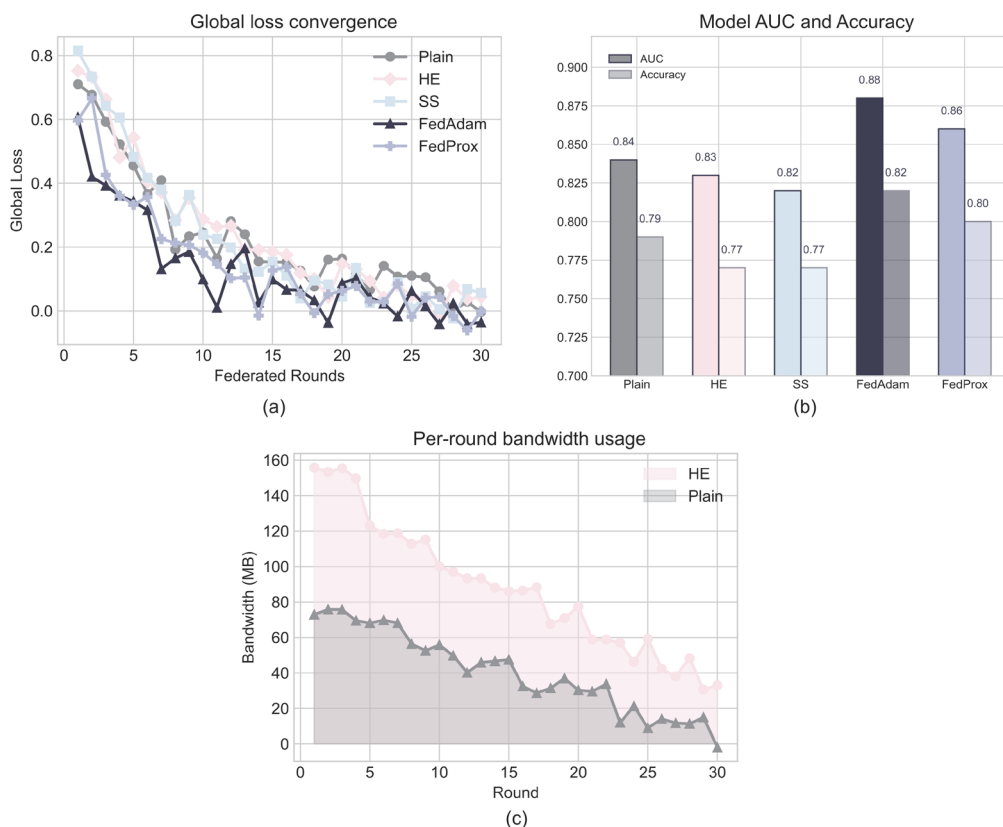 Global loss convergence
0.8
0.6
0.4
0.2
0.0
Global Loss
Plain
HE
SS
FedAdam
FedProx
0 5 10 15 20 25 30
Federated Rounds
(a)
Model AUC and Accuracy
0.900
0.875
0.850
0.825
0.800
0.775
0.750
0.725
0.700
AUC
Accuracy
0.84
0.79
0.83
0.77
0.82
0.77
0.88
0.82
0.86
0.80
Plain HE SS FedAdam FedProx
(b)
Per-round bandwidth usage
160
140
120
100
80
60
40
20
0
Bandwidth (MB)
HE
Plain
0 5 10 15 20 25 30
Round
(c)